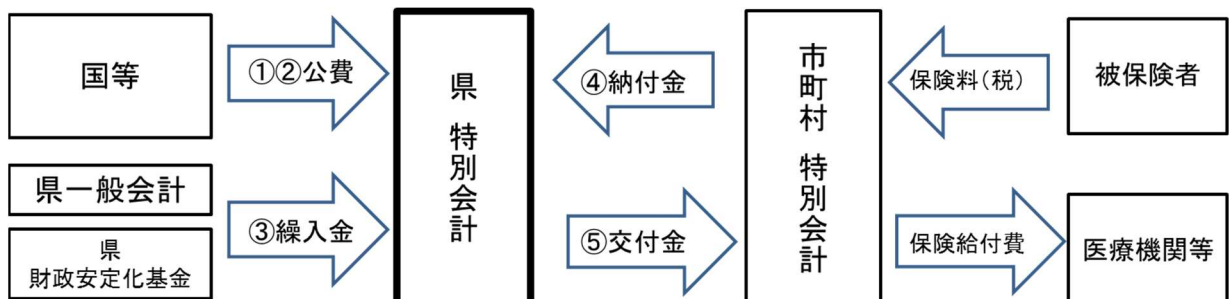 国等
①②公費
県一般会計
③繰入金
県
財政安定化基金
県 特別会計
④納付金
⑤交付金
市町村 特別会計
保険料(税)
保険給付費
被保険者
医療機関等